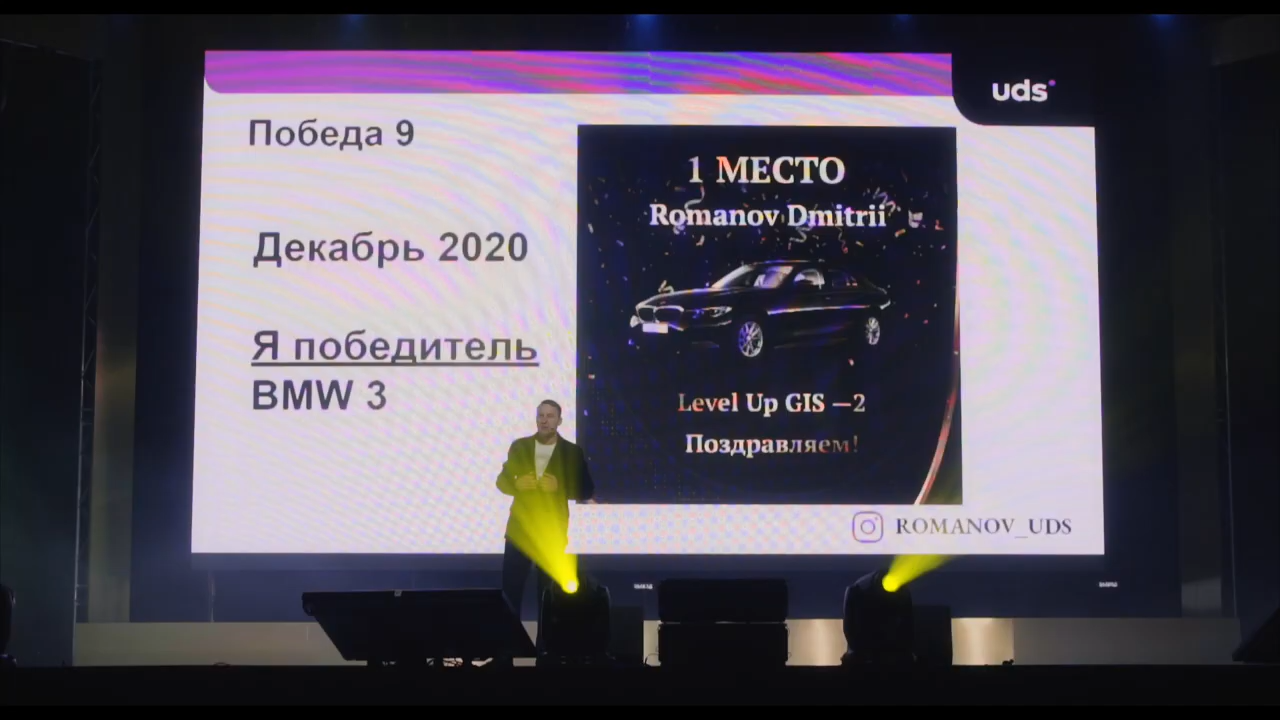 uds
Победа 9
Декабрь 2020
Я победитель
BMW 3
1 МЕСТО
Romanov Dmitrii
Level Up GIS —2
Поздравляем!
ROMANOV_UDS